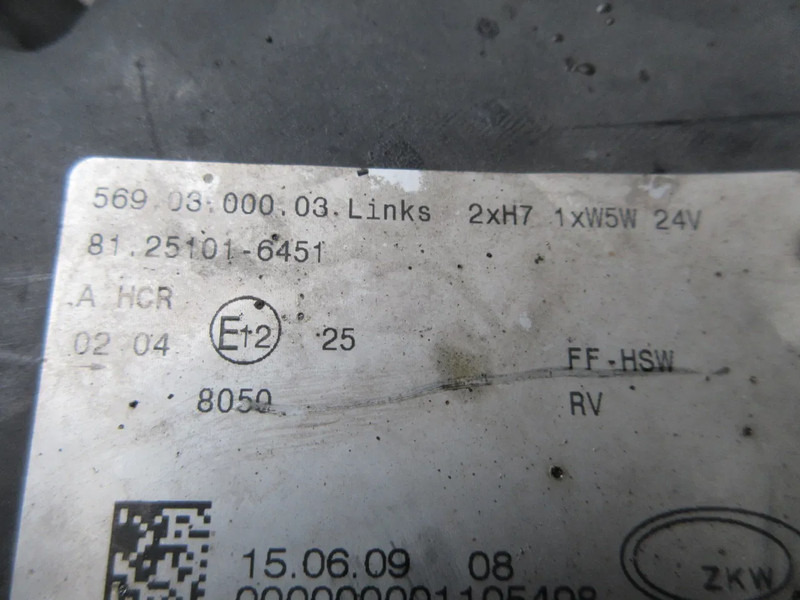 569.03.000.03.Links 2xH7 1xW5W 24V
81.25101-6451
A HCR
02 04 E12 25 FF-HSW
8050 RV
15.06.09 08
ZKW
0000000001105498